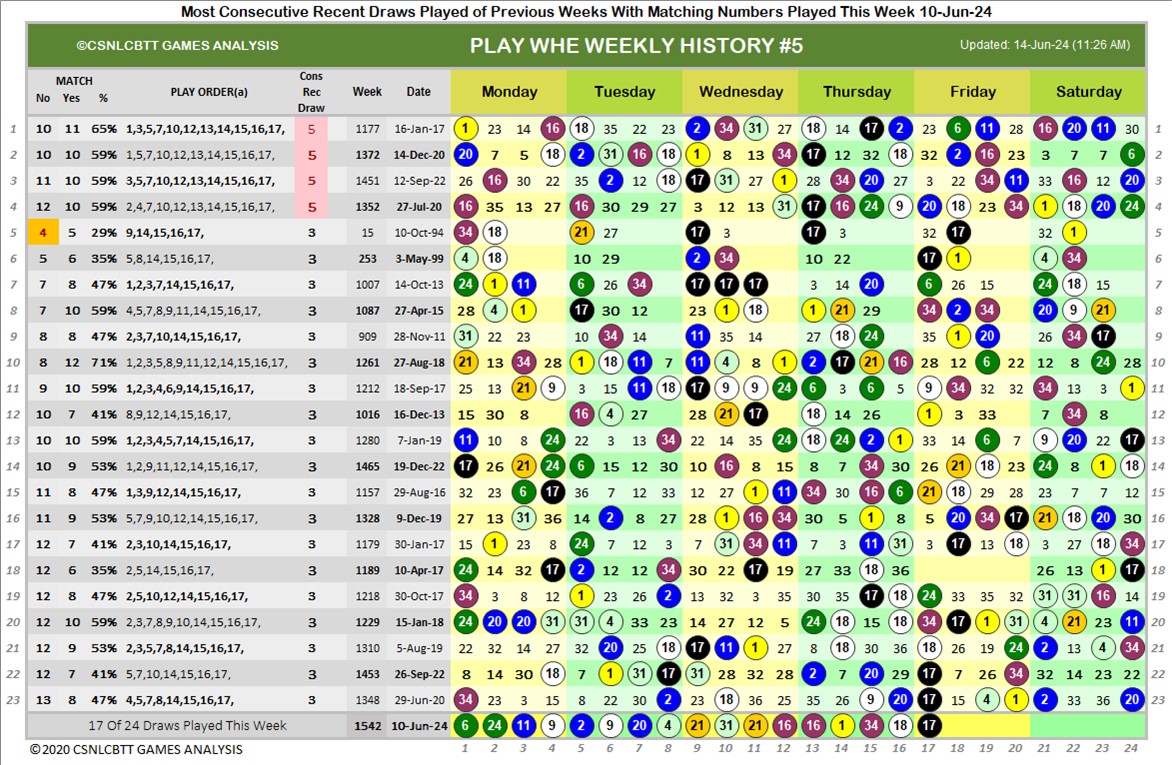 Most Consecutive Recent Draws Played of Previous Weeks With Matching Numbers Played This Week 10-Jun-24
©CSNLCBTT GAMES ANALYSIS PLAY WHE WEEKLY HISTORY #5 Updated: 14-Jun-24 (11:26 AM)
MATCH Cons Rec Draw
No Yes % PLAY ORDER(a) Week Date Monday Tuesday Wednesday Thursday Friday Saturday
1 10 11 65% 1,3,5,7,10,12,13,14,15,16,17, 5 1177 16-Jan-17 1 23 14 16 18 35 22 23 2 34 31 27 18 14 17 2 23 6 11 28 16 20 11 30 1
2 10 10 59% 1,5,7,10,12,13,14,15,16,17, 5 1372 14-Dec-20 20 7 5 18 2 31 16 18 1 8 13 34 17 12 32 18 32 2 16 23 3 7 7 6 2
3 11 10 59% 3,5,7,10,12,13,14,15,16,17, 5 1451 12-Sep-22 26 16 30 22 35 2 12 18 17 31 27 1 28 34 20 27 3 22 34 11 33 16 12 20 3
4 12 10 59% 2,4,7,10,12,13,14,15,16,17, 5 1352 27-Jul-20 16 35 13 27 16 30 29 27 3 12 13 31 17 16 24 9 20 18 23 34 1 18 20 24 4
5 4 5 29% 9,14,15,16,17, 3 15 10-Oct-94 34 18 21 27 17 3 17 3 32 17 32 1 5
6 5 6 35% 5,8,14,15,16,17, 3 253 3-May-99 4 18 10 29 2 34 10 22 17 1 4 34 6
7 7 8 47% 1,2,3,7,14,15,16,17, 3 1007 14-Oct-13 24 1 11 6 26 34 17 17 17 3 14 20 6 26 15 24 18 15 7
8 7 10 59% 4,5,7,8,9,11,14,15,16,17, 3 1087 27-Apr-15 28 4 1 17 30 12 23 1 18 1 21 29 34 2 34 20 9 21 8
9 8 8 47% 2,3,7,10,14,15,16,17, 3 909 28-Nov-11 31 22 23 10 34 14 11 35 14 27 18 24 35 1 20 26 34 17 9
10 8 12 71% 1,2,3,5,8,9,11,12,14,15,16,17, 3 1261 27-Aug-18 21 13 34 28 1 18 11 7 11 4 8 1 2 17 21 16 28 12 6 22 12 8 24 28 10
11 9 10 59% 1,2,3,4,6,9,14,15,16,17, 3 1212 18-Sep-17 25 13 21 9 3 15 11 18 17 9 9 24 6 3 6 5 9 34 32 32 34 13 3 1 11
12 10 7 41% 8,9,12,14,15,16,17, 3 1016 16-Dec-13 15 30 8 16 4 27 28 21 17 18 14 26 1 3 33 7 34 8 12
13 10 10 59% 1,2,3,4,5,7,14,15,16,17, 3 1280 7-Jan-19 11 10 8 24 22 3 13 34 22 14 35 24 18 24 2 1 33 14 6 7 9 20 22 17 13
14 10 9 53% 1,2,9,11,12,14,15,16,17, 3 1465 19-Dec-22 17 26 21 24 6 15 12 30 10 16 8 15 8 7 34 30 26 21 18 23 24 8 1 18 14
15 11 8 47% 1,3,9,12,14,15,16,17, 3 1157 29-Aug-16 32 23 6 17 36 7 12 33 12 27 1 11 34 30 16 6 21 18 29 28 23 7 7 12 15
16 11 9 53% 5,7,9,10,12,14,15,16,17, 3 1328 9-Dec-19 27 13 31 36 14 2 8 27 28 1 16 34 30 5 1 8 5 20 34 17 21 18 20 30 16
17 12 7 41% 2,3,10,14,15,16,17, 3 1179 30-Jan-17 15 1 23 8 24 7 12 3 7 31 34 11 7 3 11 31 3 17 13 18 3 27 18 34 17
18 12 6 35% 2,5,14,15,16,17, 3 1189 10-Apr-17 24 14 32 17 2 12 12 34 30 22 17 19 27 33 18 36 26 13 1 17 18
19 12 8 47% 2,5,10,12,14,15,16,17, 3 1218 30-Oct-17 34 3 8 12 1 23 26 2 13 32 3 35 30 35 17 18 24 33 35 32 31 31 16 14 19
20 12 10 59% 2,3,7,8,9,10,14,15,16,17, 3 1229 15-Jan-18 24 20 20 31 31 4 33 23 14 27 12 5 24 18 15 18 34 17 1 31 4 21 23 11 20
21 12 9 53% 2,3,5,7,8,14,15,16,17, 3 1310 5-Aug-19 22 32 14 27 32 20 25 18 17 11 1 27 8 18 30 36 18 26 19 24 2 13 4 34 21
22 12 7 41% 5,7,10,14,15,16,17, 3 1453 26-Sep-22 8 14 30 18 7 1 31 17 31 22 32 28 2 7 20 18 17 7 26 34 32 14 23 22 22
23 13 8 47% 4,5,7,8,14,15,16,17, 3 1348 29-Jun-20 34 23 3 15 8 22 30 2 23 18 25 36 35 26 9 20 17 15 4 1 2 33 36 20 23
17 Of 24 Draws Played This Week 1542 10-Jun-24 6 24 11 9 2 9 20 4 21 31 21 16 16 1 34 18 17
©2020 CSNLCBTT GAMES ANALYSIS 1 2 3 4 5 6 7 8 9 10 11 12 13 14 15 16 17 18 19 20 21 22 23 24